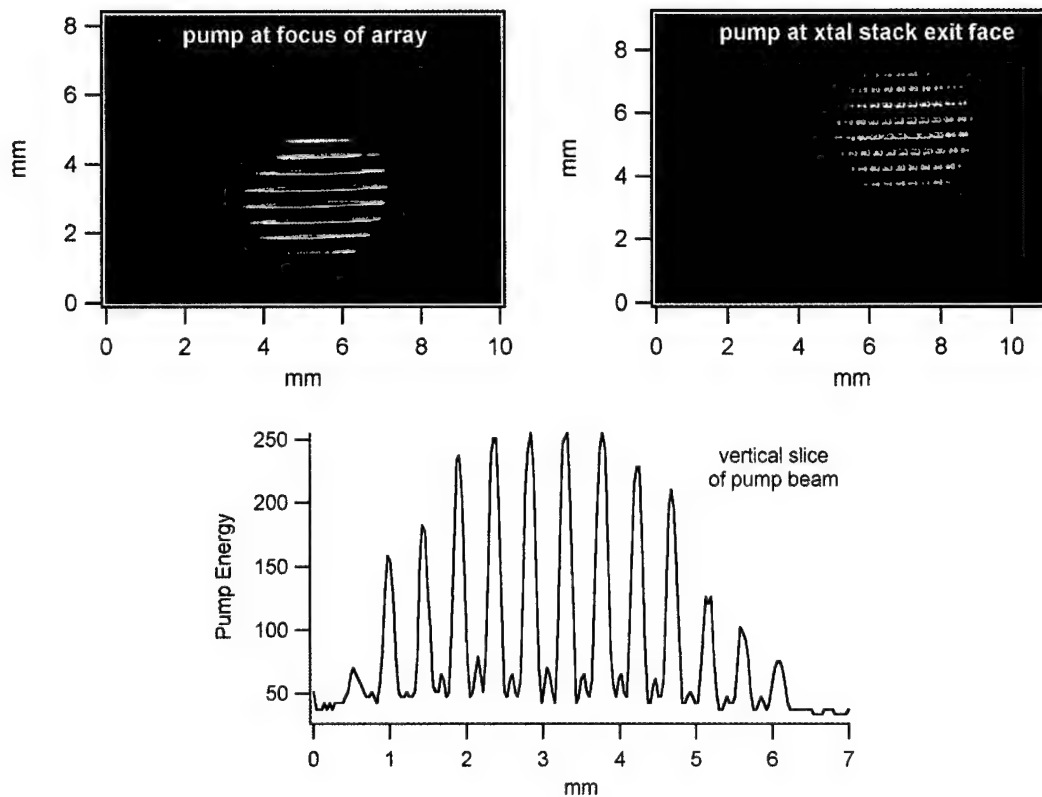 pump at focus of array
8
6
4
2
0
mm
0 2 4 6 8 10
mm
pump at xtal stack exit face
8
6
4
2
0
mm
0 2 4 6 8 10
mm
vertical slice
of pump beam
250
200
150
100
50
Pump Energy
0 1 2 3 4 5 6 7
mm